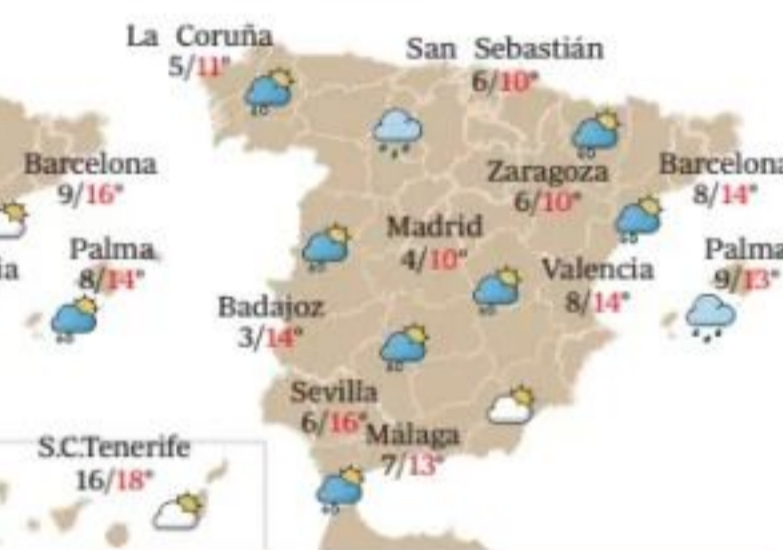 La Coruña
5/11°
San Sebastián
6/10°
Barcelona
9/16°
Zaragoza
6/10°
Barcelona
8/14°
Palma
8/14°
Madrid
4/10°
Valencia
8/14°
Palma
9/13°
ia
Badajoz
3/14°
Sevilla
6/16°
Málaga
7/13°
S.C.Tenerife
16/18°